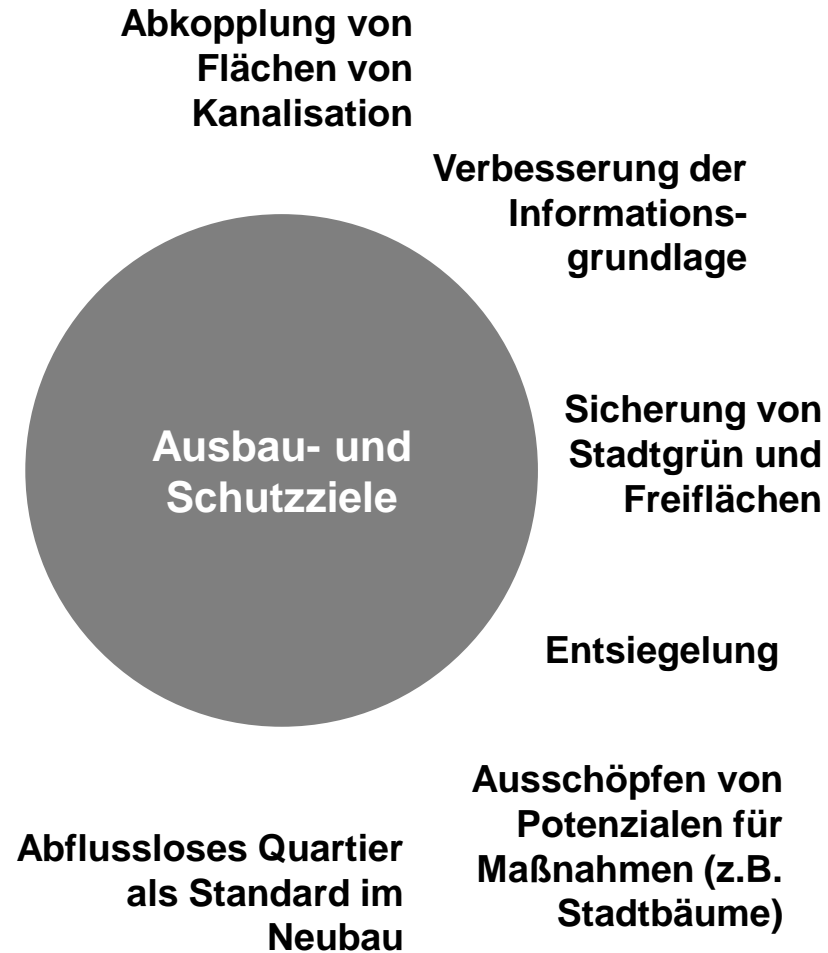 Abkopplung von
Flächen von
Kanalisation
Verbesserung der
Informations-
grundlage
Ausbau- und
Schutzziele
Sicherung von
Stadtgrün und
Freiflächen
Entsiegelung
Ausschöpfen von
Potenzialen für
Maßnahmen (z.B.
Stadtbäume)
Abflussloses Quartier
als Standard im
Neubau